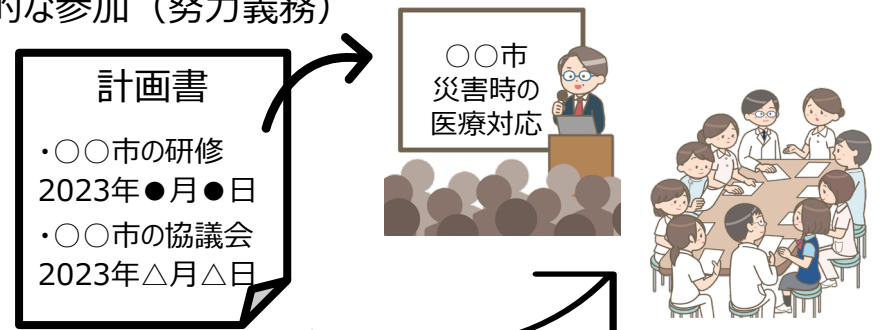 的な参加（努力義務）
計画書
・○○市の研修
2023年●月●日
・○○市の協議会
2023年△月△日
○○市
災害時の
医療対応